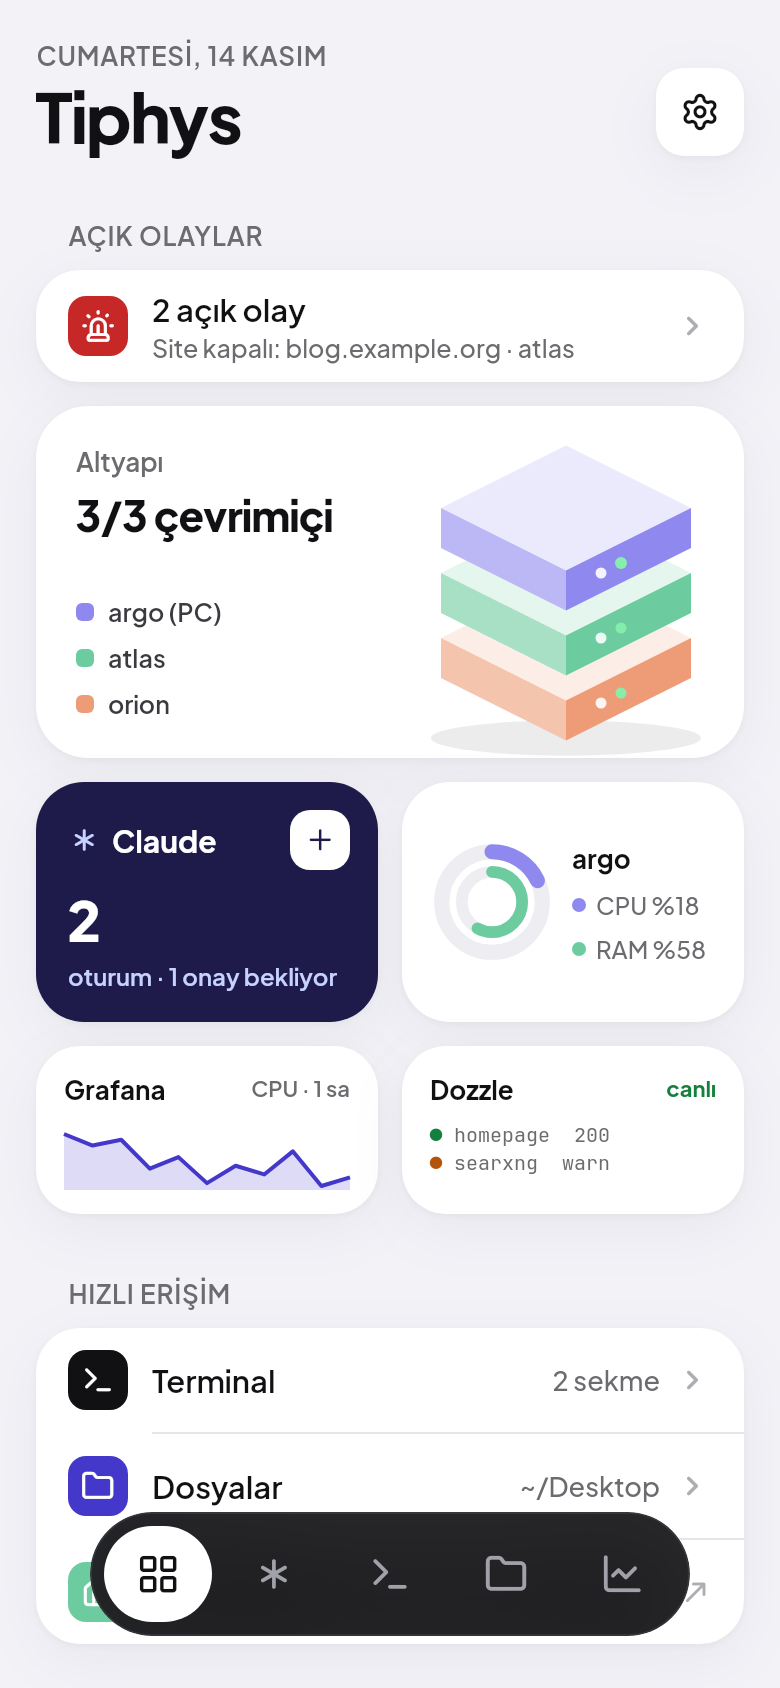 CUMARTESİ, 14 KASIM
Tiphys
AÇIK OLAYLAR
2 açık olay
Site kapalı: blog.example.org · atlas
Altyapı
3/3 çevrimiçi
argo (PC)
atlas
orion
Claude
2
oturum · 1 onay bekliyor
argo
CPU %18
RAM %58
Grafana CPU · 1 sa
Dozzle canlı
homepage 200
searxng warn
HIZLI ERİŞİM
Terminal 2 sekme
Dosyalar ~/Desktop